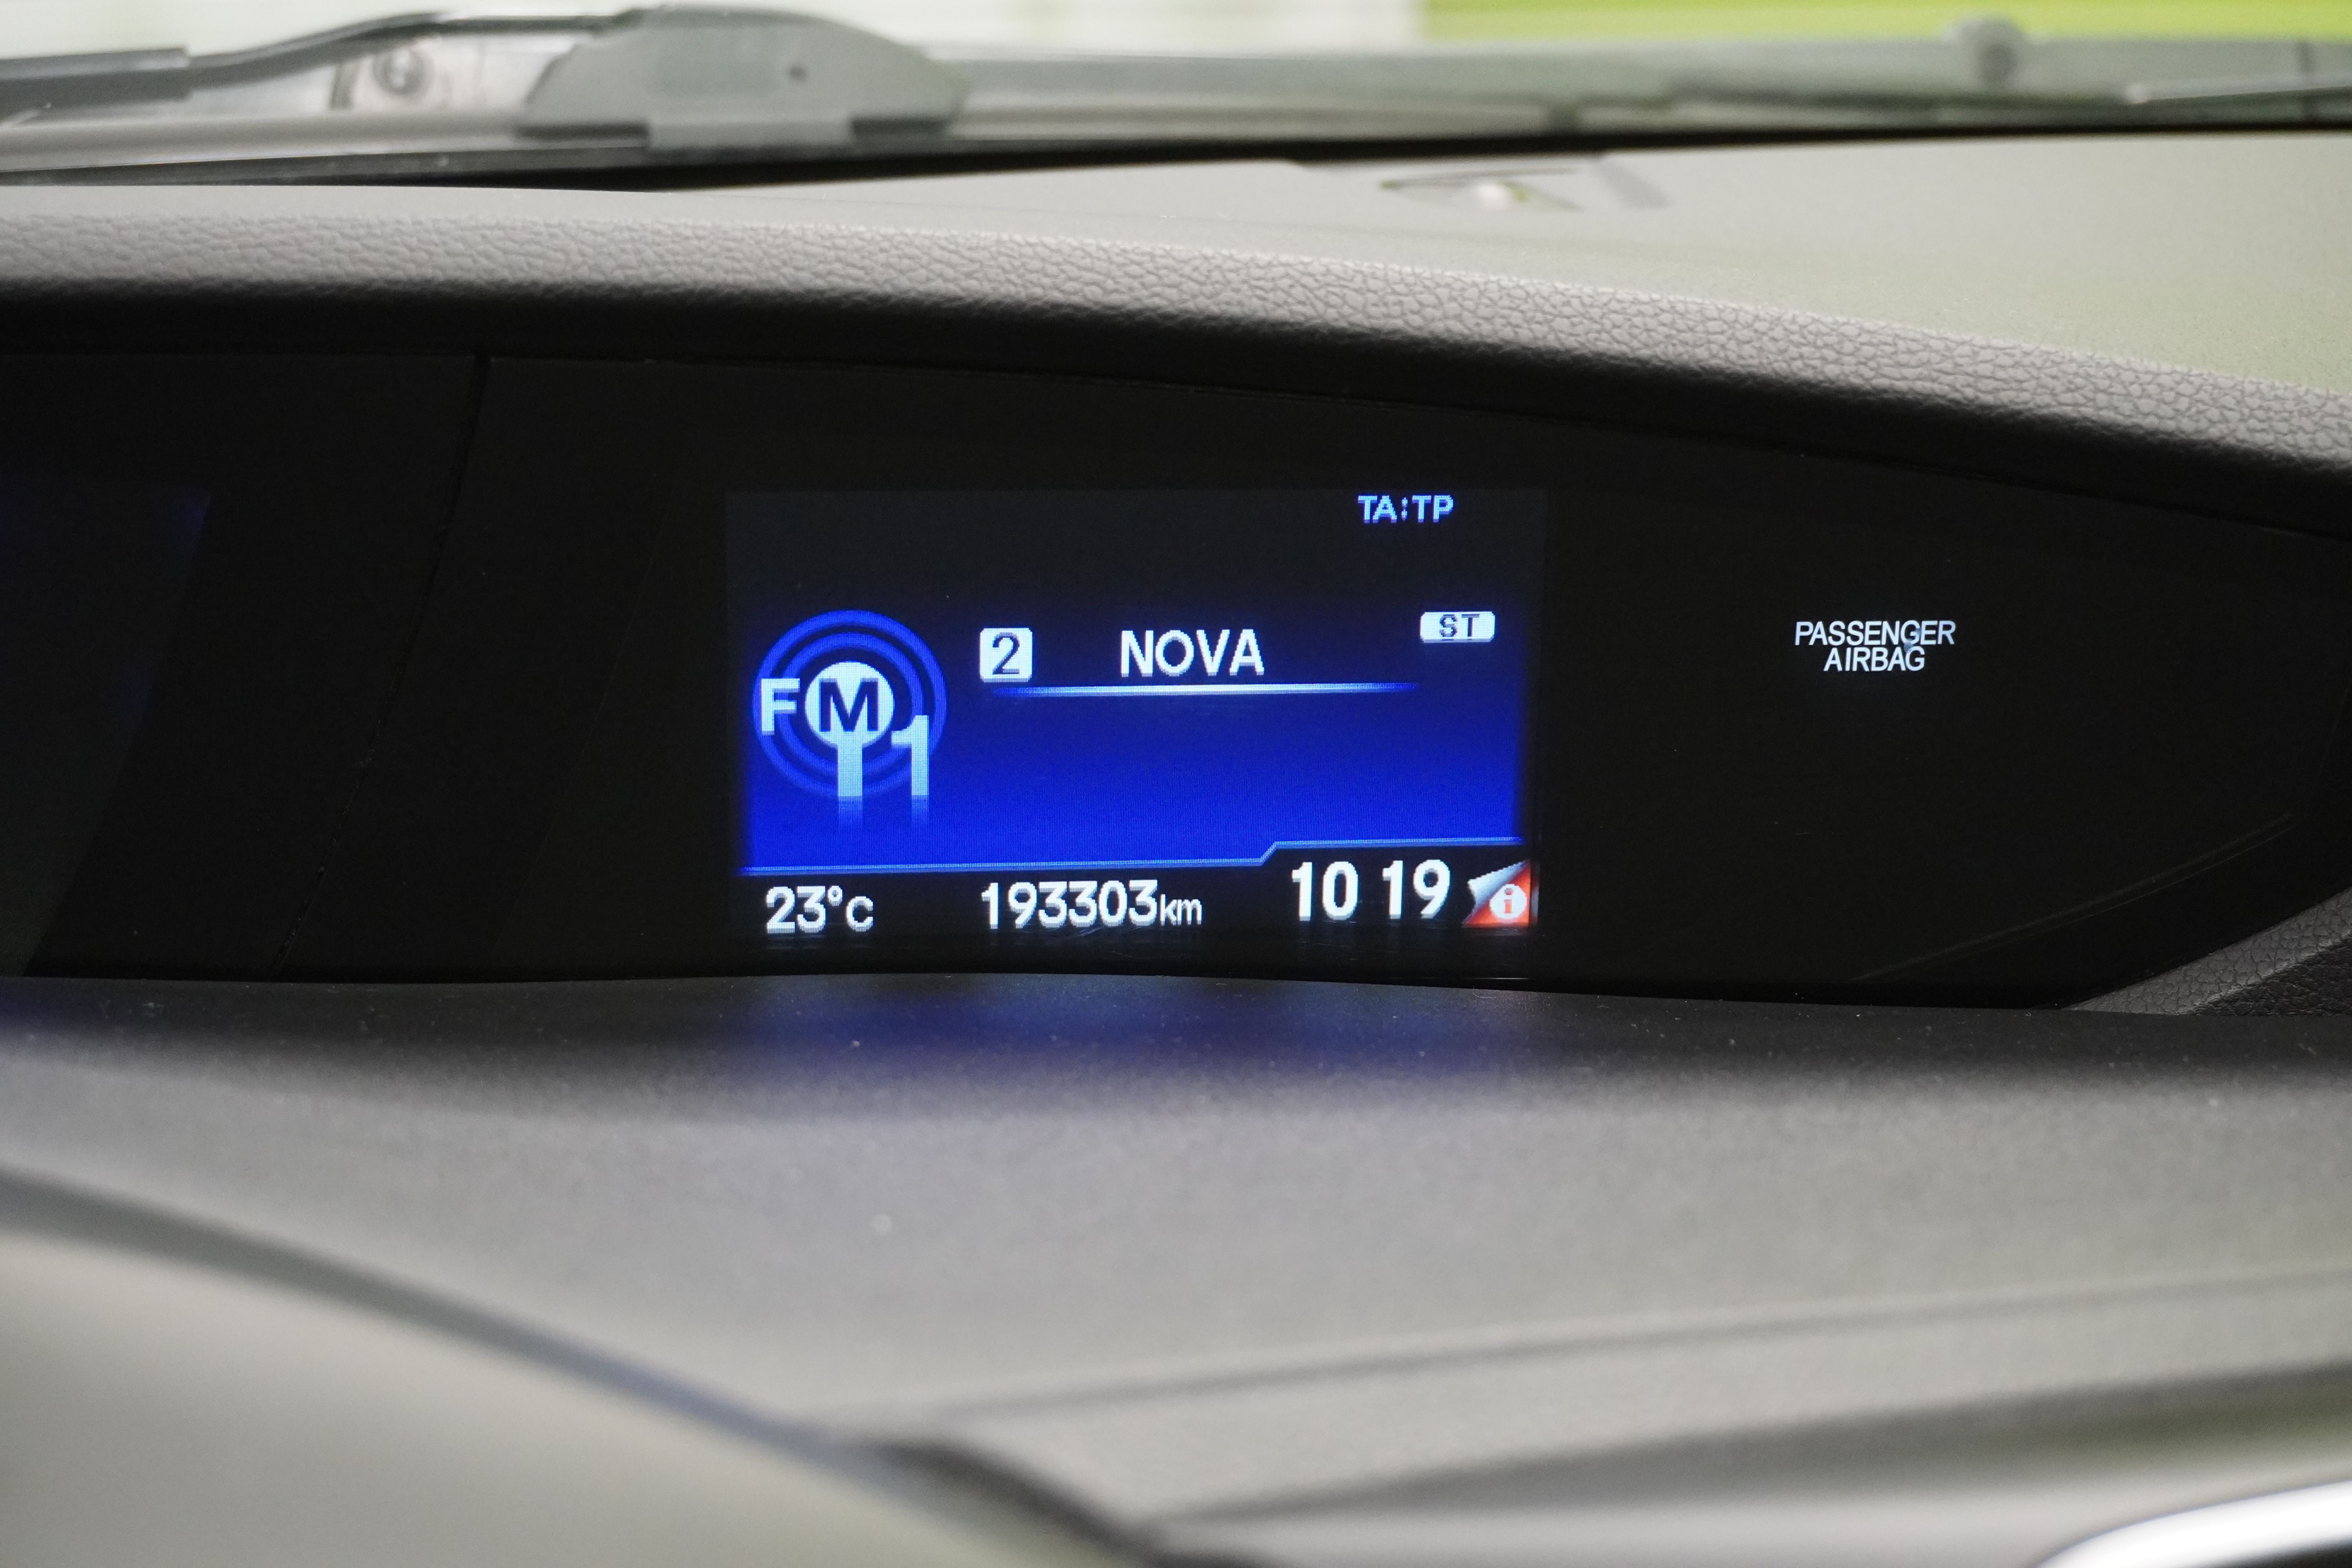 TA:TP
FM1
2 NOVA ST
PASSENGER
AIRBAG
23°C 193303km 10 19 i